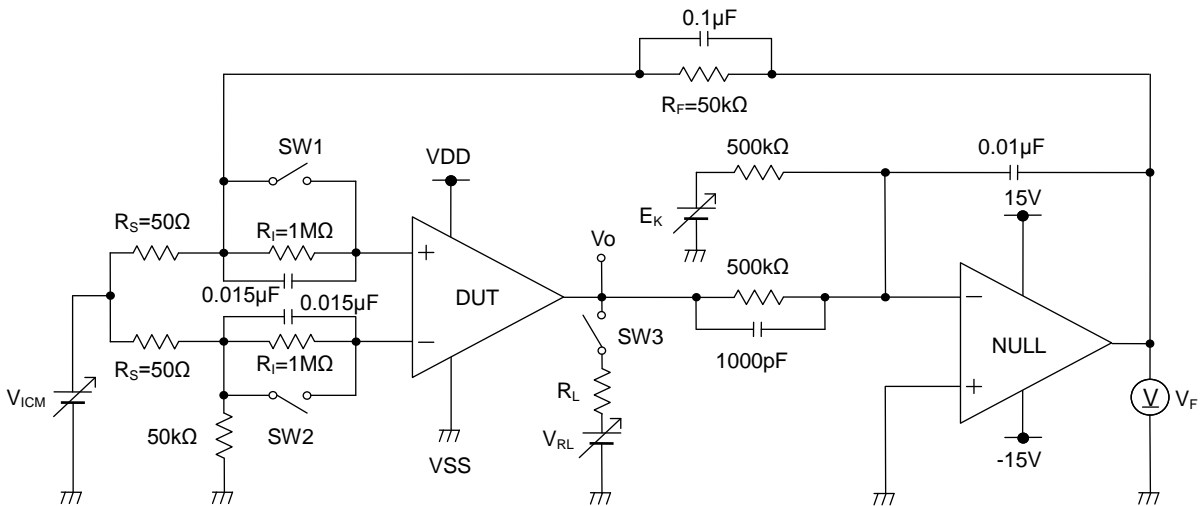 0.1µF
RF=50kΩ
SW1
VDD
500kΩ
0.01µF
15V
RS=50Ω
RI=1MΩ
EK
Vo
+
DUT
500kΩ
−
0.015µF
0.015µF
SW3
NULL
−
RI=1MΩ
1000pF
RS=50Ω
RL
+
V
VF
VICM
50kΩ
SW2
VRL
VSS
-15V